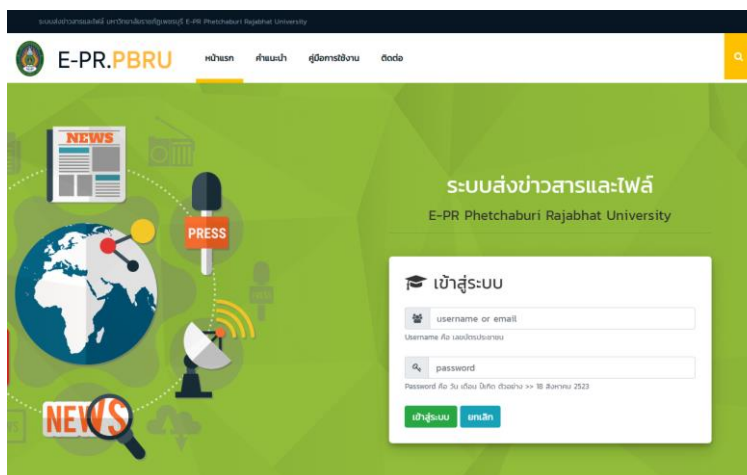 ระบบส่งข่าวสารและไฟล์ มหาวิทยาลัยราชภัฏเพชรบุรี E-PR Phetchaburi Rajabhat University
E-PR.PBRU
หน้าแรก คำแนะนำ คู่มือการใช้งาน ติดต่อ
NEWS
PRESS
NEWS
ระบบส่งข่าวสารและไฟล์
E-PR Phetchaburi Rajabhat University
เข้าสู่ระบบ
username or email
Username คือ เลขบัตรประชาชน
password
Password คือ วัน เดือน ปีเกิด ตัวอย่าง >> 18 สิงหาคม 2523
เข้าสู่ระบบ ยกเลิก